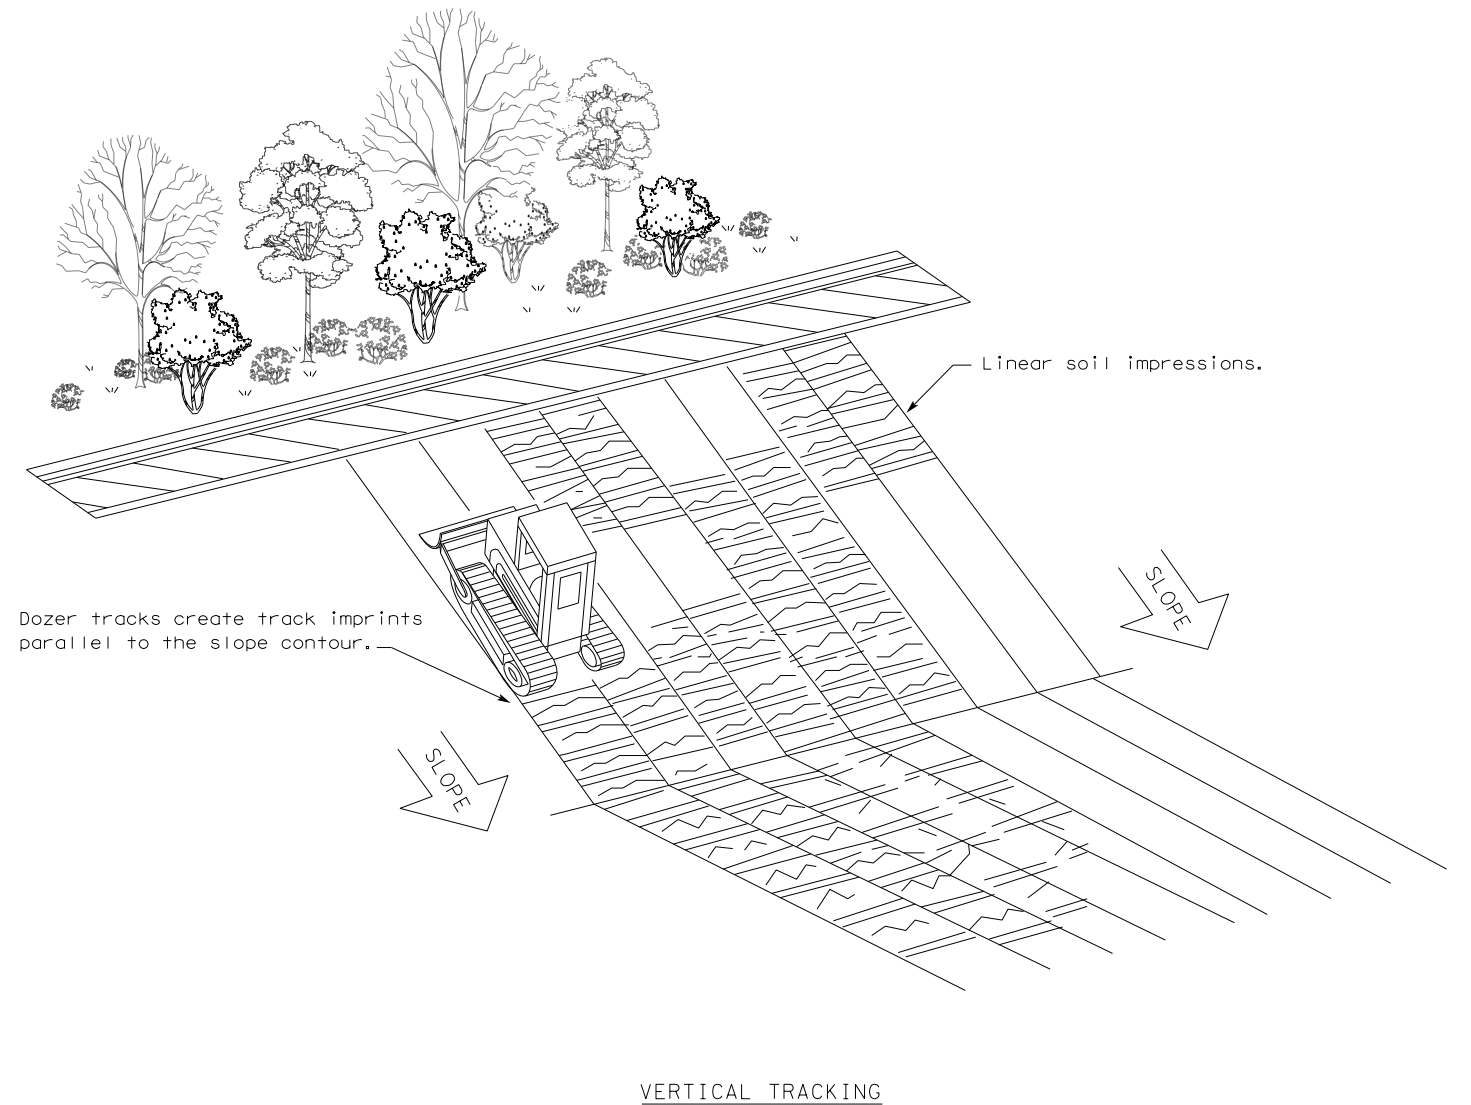 Linear soil impressions.
SLOPE
Dozer tracks create track imprints
parallel to the slope contour.
SLOPE
VERTICAL TRACKING